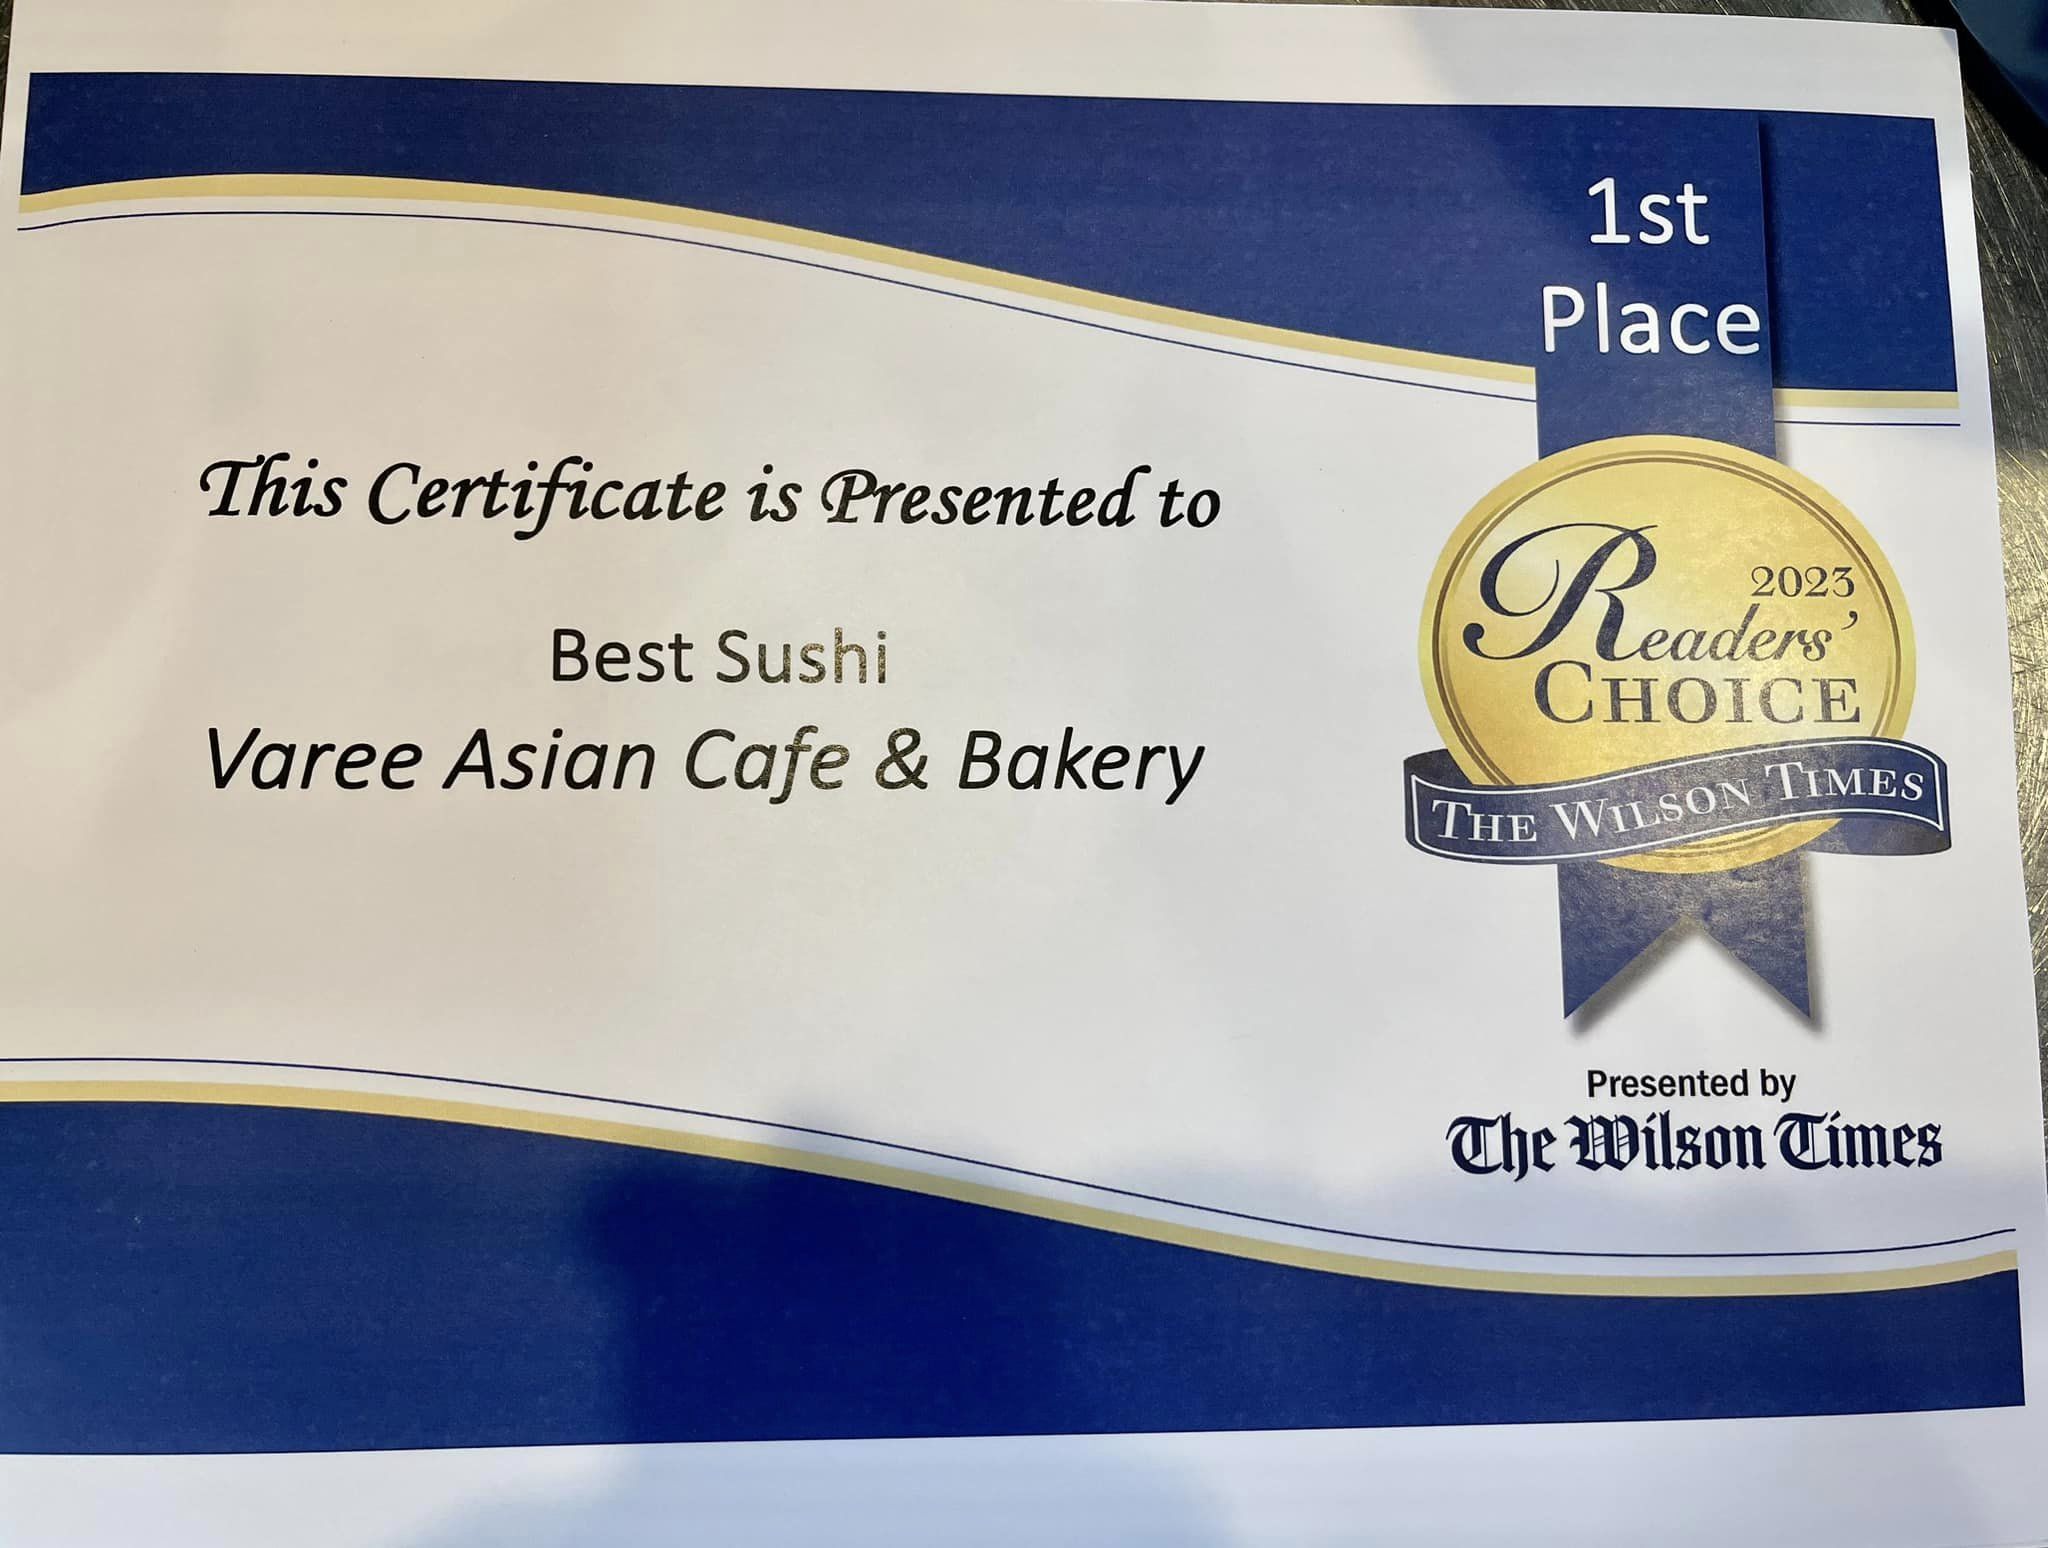 1st
Place
This Certificate is Presented to
Best Sushi
Varee Asian Cafe & Bakery
2023
Readers'
CHOICE
THE WILSON TIMES
Presented by
The Wilson Times